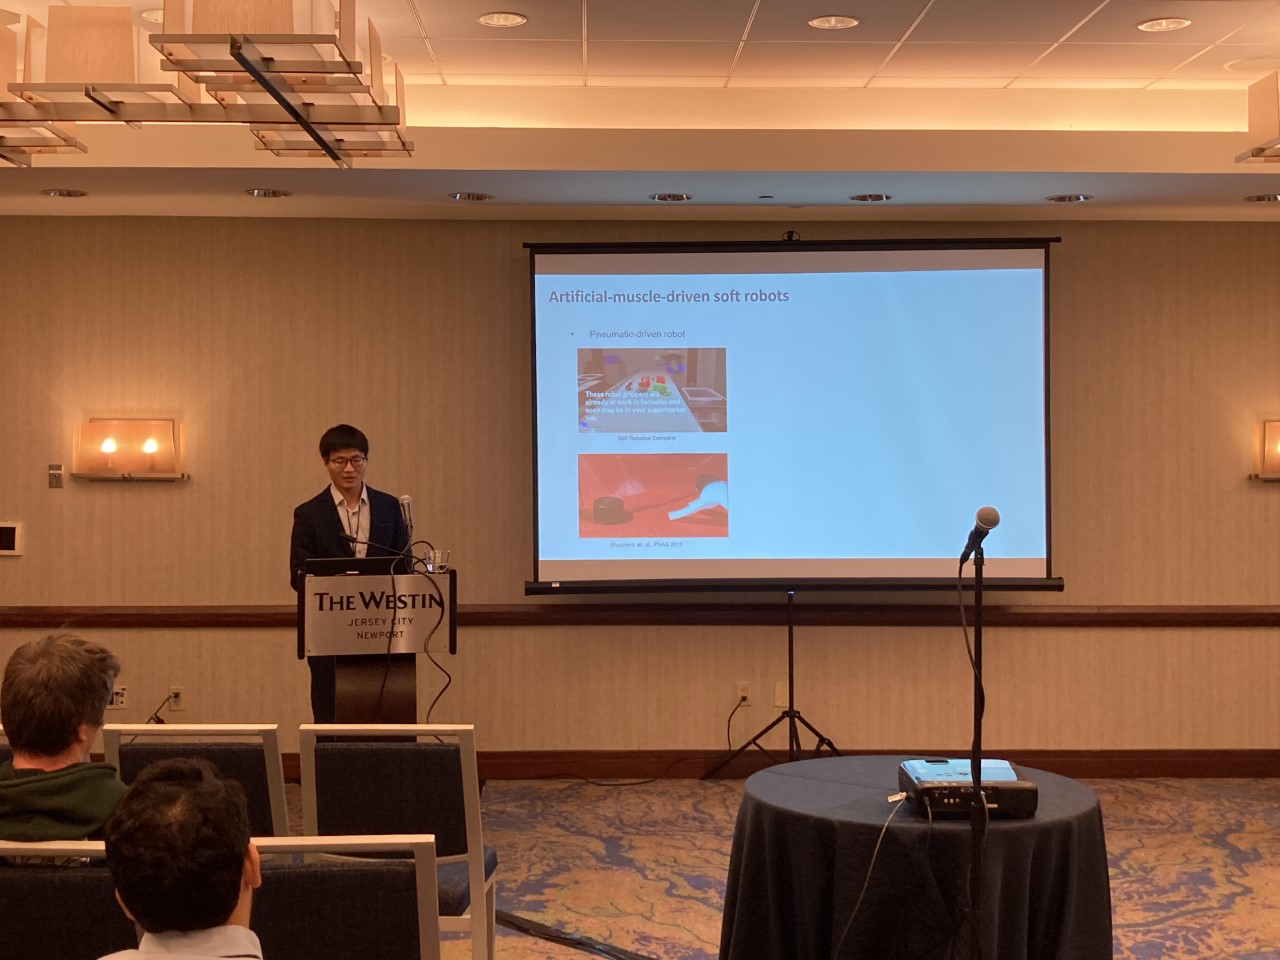 Artificial-muscle-driven soft robots
• Pneumatic-driven robot
These robot grippers are
already at work in factories and
soon may be in your supermarket
too.
Soft Robotics Company
Shepherd et. al., PNAS 2011
THE WESTIN
JERSEY CITY
NEWPORT